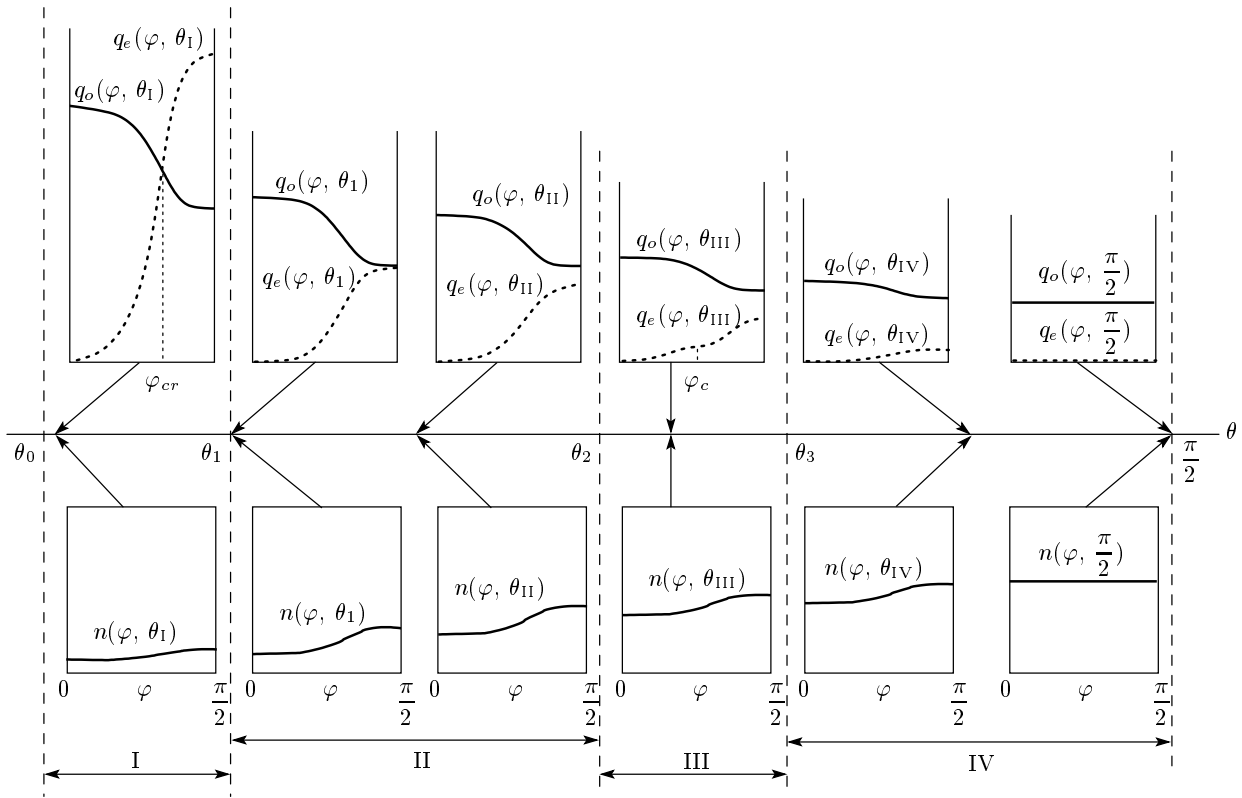 q_e(φ, θ_I)
q_o(φ, θ_I)
q_o(φ, θ_1)
q_o(φ, θ_II)
q_o(φ, θ_III)
q_o(φ, θ_IV)
q_o(φ, π/2)
q_e(φ, θ_1)
q_e(φ, θ_II)
q_e(φ, θ_III)
q_e(φ, θ_IV)
q_e(φ, π/2)
φ_cr
φ_c
θ
θ_0
θ_1
θ_2
θ_3
π/2
n(φ, θ_I)
n(φ, θ_1)
n(φ, θ_II)
n(φ, θ_III)
n(φ, θ_IV)
n(φ, π/2)
0 φ π/2
0 φ π/2
0 φ π/2
0 φ π/2
0 φ π/2
0 φ π/2
I
II
III
IV